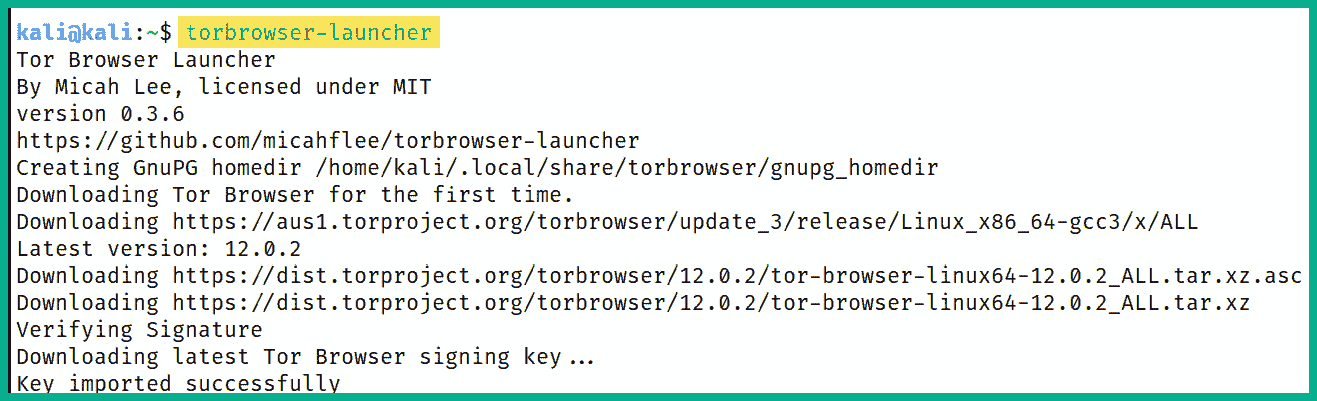 kali@kali:~$ torbrowser-launcher
Tor Browser Launcher
By Micah Lee, licensed under MIT
version 0.3.6
https://github.com/micahflee/torbrowser-launcher
Creating GnuPG homedir /home/kali/.local/share/torbrowser/gnupg_homedir
Downloading Tor Browser for the first time.
Downloading https://aus1.torproject.org/torbrowser/update_3/release/Linux_x86_64-gcc3/x/ALL
Latest version: 12.0.2
Downloading https://dist.torproject.org/torbrowser/12.0.2/tor-browser-linux64-12.0.2_ALL.tar.xz.asc
Downloading https://dist.torproject.org/torbrowser/12.0.2/tor-browser-linux64-12.0.2_ALL.tar.xz
Verifying Signature
Downloading latest Tor Browser signing key...
Key imported successfully